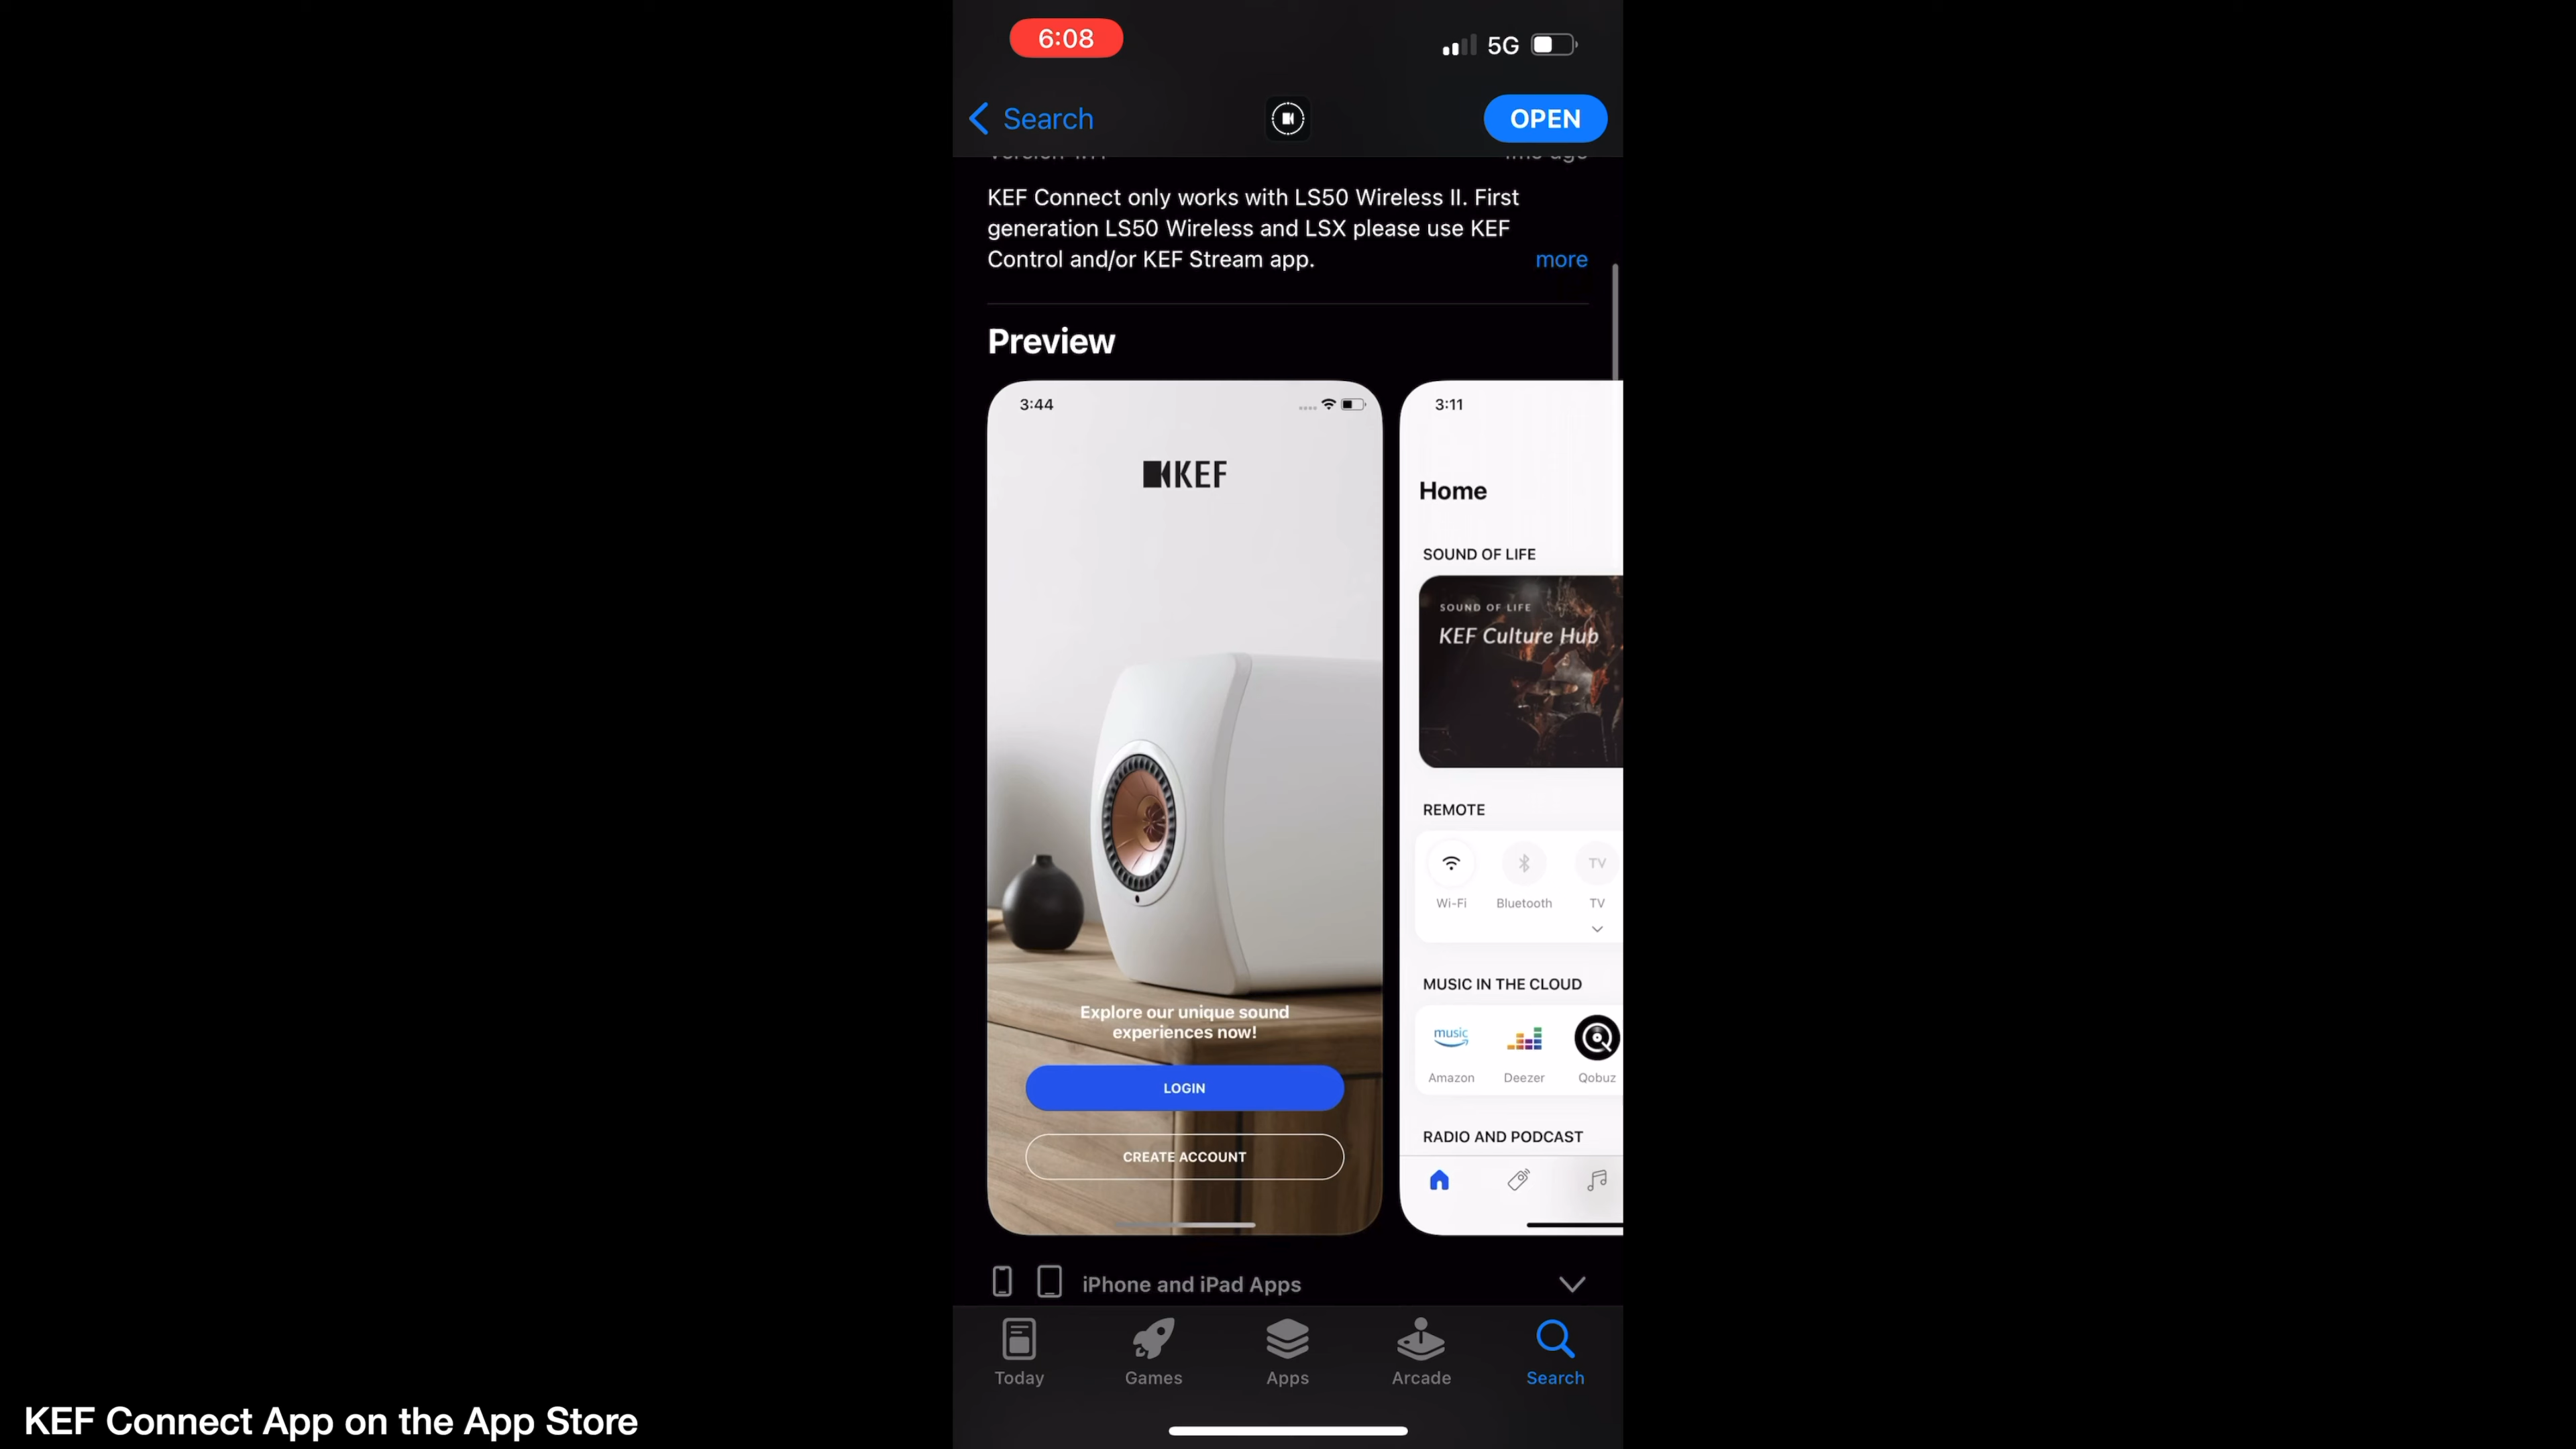 6:08
5G
Search
OPEN
KEF Connect only works with LS50 Wireless II. First
generation LS50 Wireless and LSX please use KEF
Control and/or KEF Stream app.
more
Preview
3:44
KEF
Explore our unique sound
experiences now!
LOGIN
CREATE ACCOUNT
3:11
Home
SOUND OF LIFE
SOUND OF LIFE
KEF Culture Hub
REMOTE
TV
Wi-Fi
Bluetooth
TV
MUSIC IN THE CLOUD
music
Amazon
Deezer
Qobuz
RADIO AND PODCAST
iPhone and iPad Apps
Today
Games
Apps
Arcade
Search
KEF Connect App on the App Store